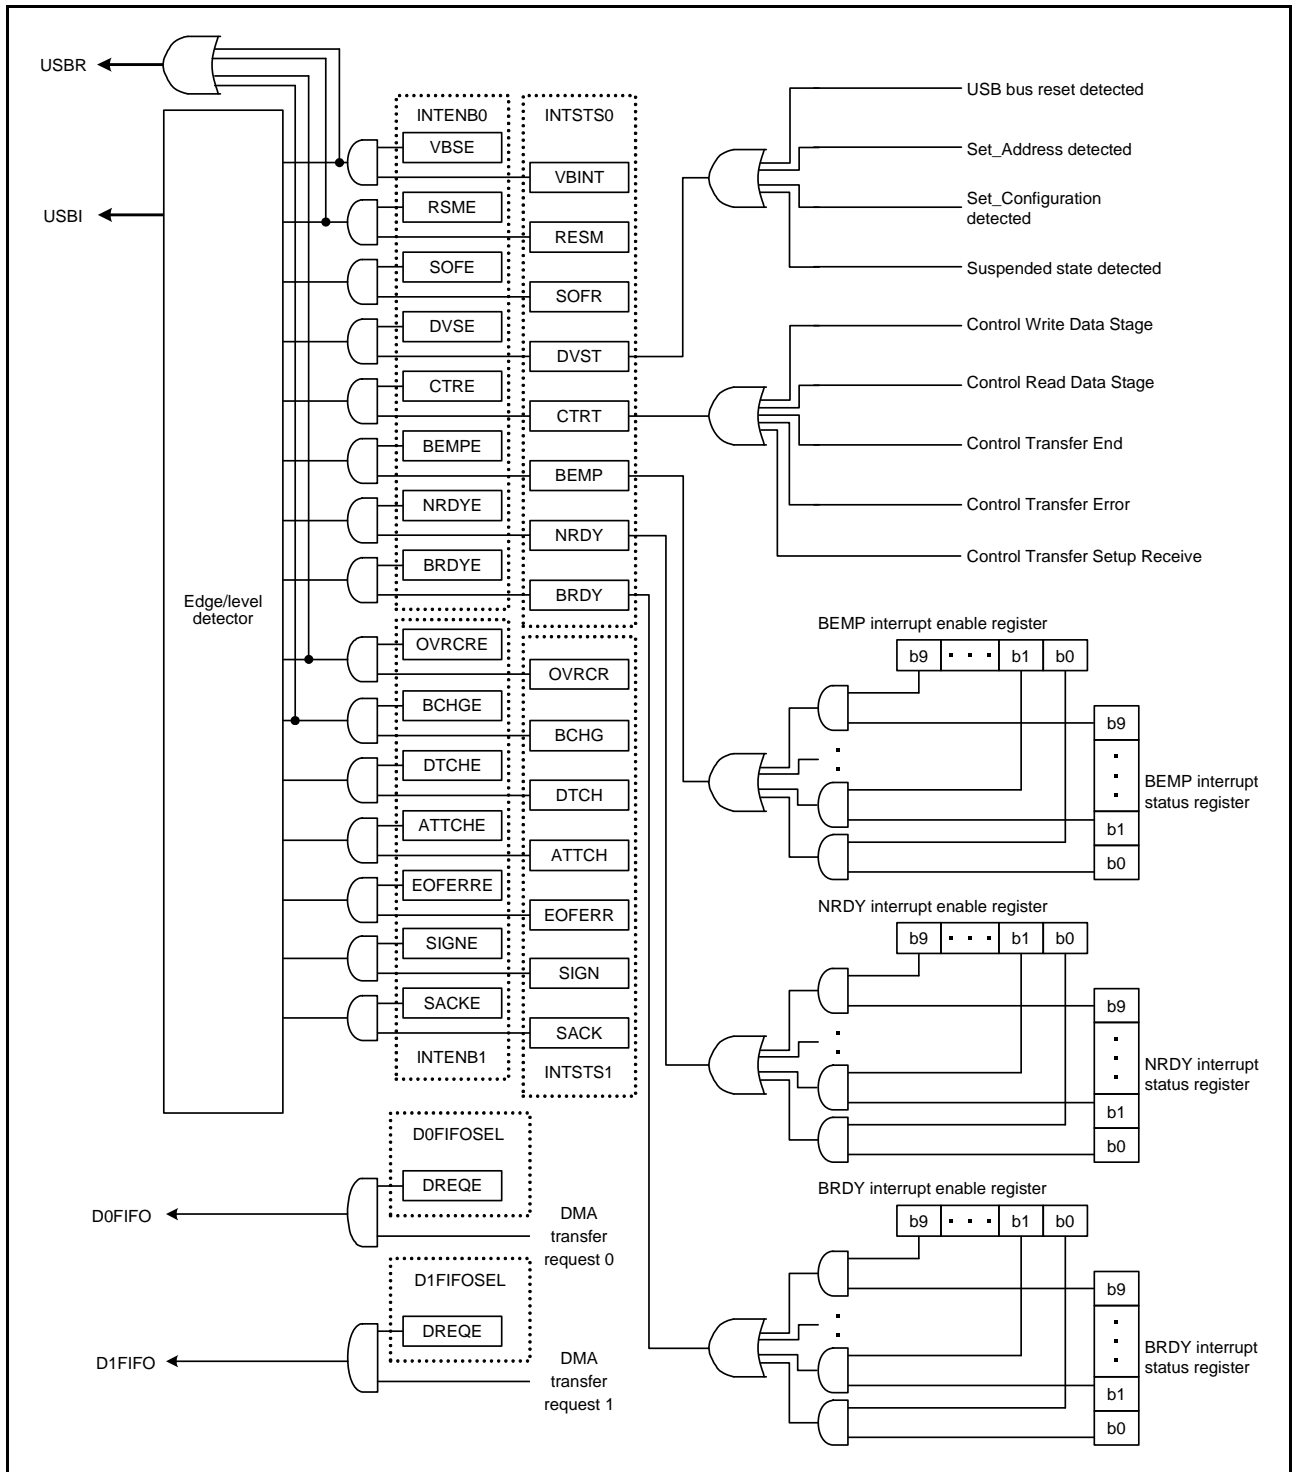 USBR
USBI
Edge/level
detector
INTENB0
INTSTS0
VBSE
VBINT
RSME
RESM
SOFE
SOFR
DVSE
DVST
CTRE
CTRT
BEMPE
BEMP
NRDYE
NRDY
BRDYE
BRDY
OVRCRE
OVRCR
BCHGE
BCHG
DTCHE
DTCH
ATTCHE
ATTCH
EOFERRE
EOFERR
SIGNE
SIGN
SACKE
SACK
INTENB1
INTSTS1
D0FIFOSEL
DREQE
D0FIFO
DMA
transfer
request 0
D1FIFOSEL
DREQE
D1FIFO
DMA
transfer
request 1
USB bus reset detected
Set_Address detected
Set_Configuration
detected
Suspended state detected
Control Write Data Stage
Control Read Data Stage
Control Transfer End
Control Transfer Error
Control Transfer Setup Receive
BEMP interrupt enable register
b9 · · · b1 b0
b9
b1
b0
BEMP interrupt
status register
NRDY interrupt enable register
b9 · · · b1 b0
b9
b1
b0
NRDY interrupt
status register
BRDY interrupt enable register
b9 · · · b1 b0
b9
b1
b0
BRDY interrupt
status register